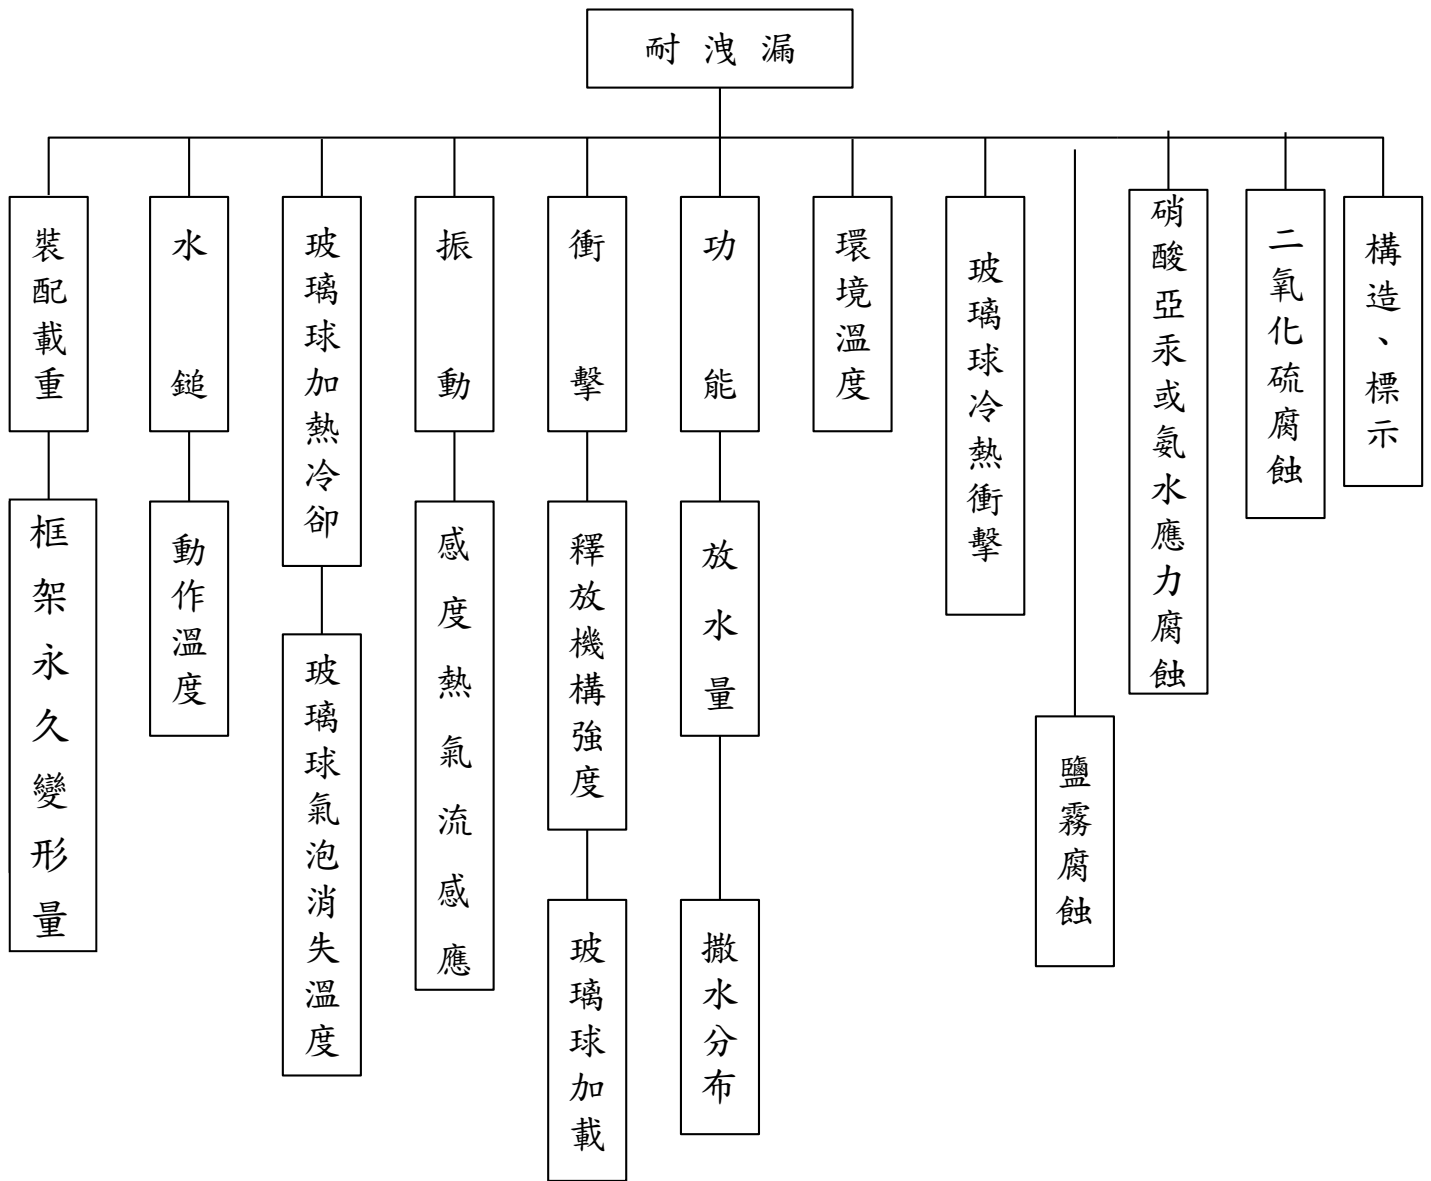 耐洩漏
裝配載重
水鎚
玻璃球加熱冷卻
振動
衝擊
功能
環境溫度
玻璃球冷熱衝擊
鹽霧腐蝕
硝酸亞汞或氨水應力腐蝕
二氧化硫腐蝕
構造、標示
框架永久變形量
動作溫度
玻璃球氣泡消失溫度
感度熱氣流感應
釋放機構強度
放水量
玻璃球加載
撒水分布